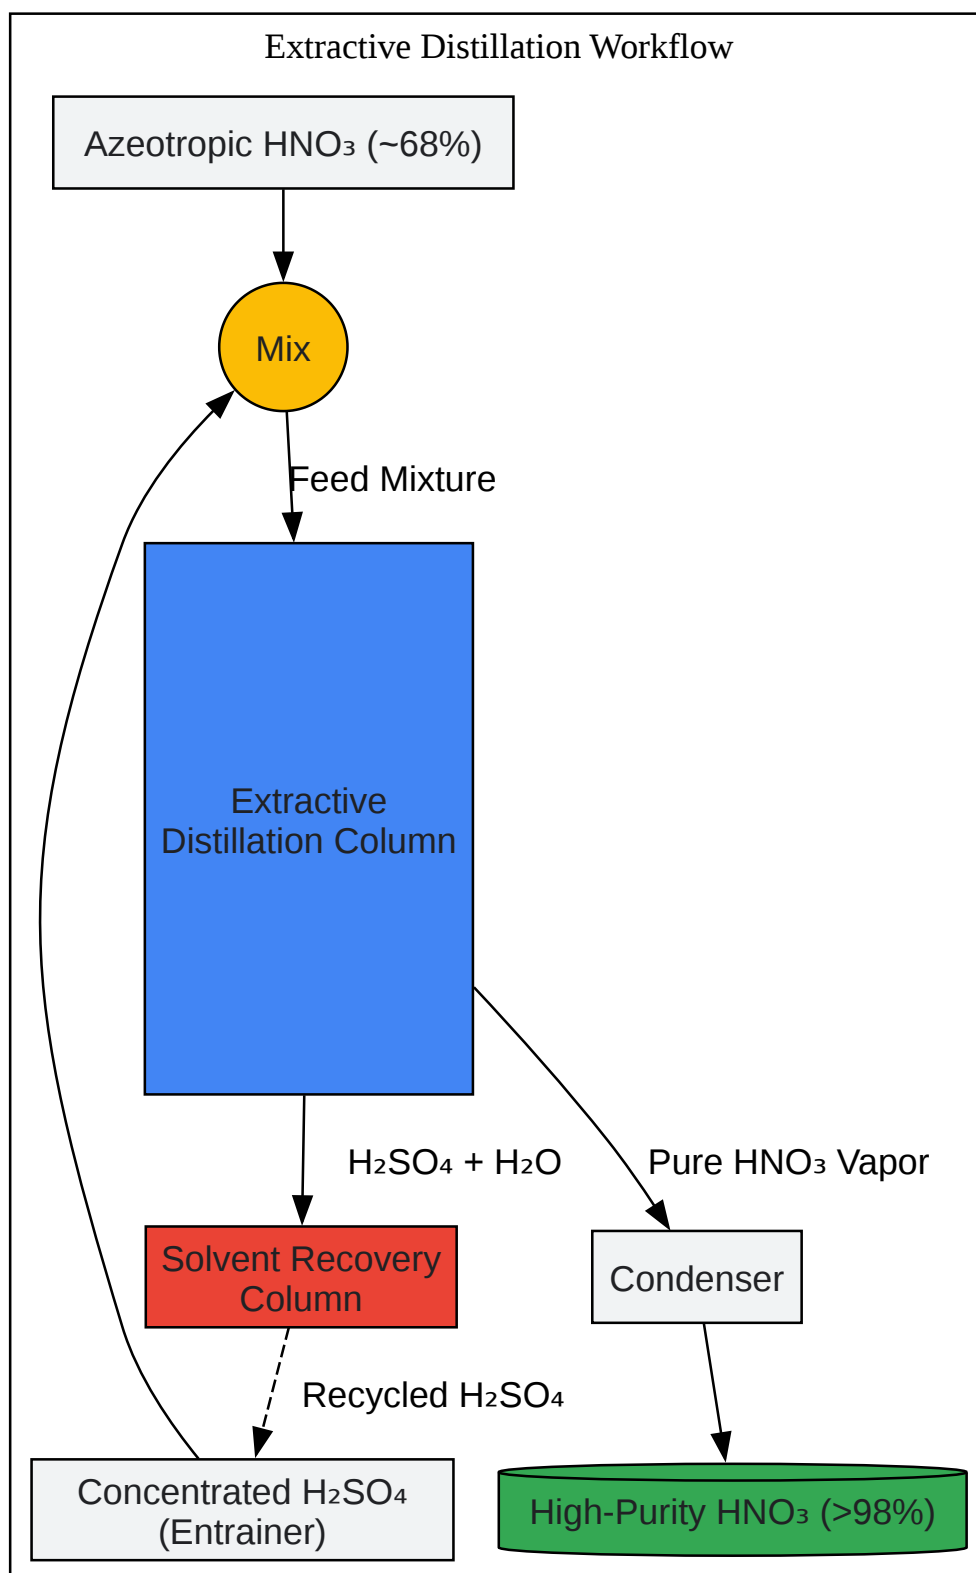 Extractive Distillation Workflow
Azeotropic HNO₃ (~68%)
Mix
Feed Mixture
Extractive
Distillation Column
H₂SO₄ + H₂O
Pure HNO₃ Vapor
Solvent Recovery
Column
Condenser
Recycled H₂SO₄
Concentrated H₂SO₄
(Entrainer)
High-Purity HNO₃ (>98%)